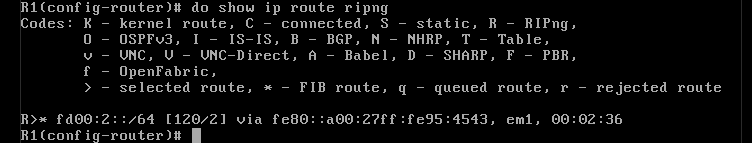 R1(config-router)# do show ip route ripng
Codes: K - kernel route, C - connected, S - static, R - RIPng,
       O - OSPFv3, I - IS-IS, B - BGP, N - NHRP, T - Table,
       v - VNC, V - VNC-Direct, A - Babel, D - SHARP, F - PBR,
       f - OpenFabric,
       > - selected route, * - FIB route, q - queued route, r - rejected route
R>* fd00:2::/64 [120/2] via fe80::a00:27ff:fe95:4543, em1, 00:02:36
R1(config-router)#